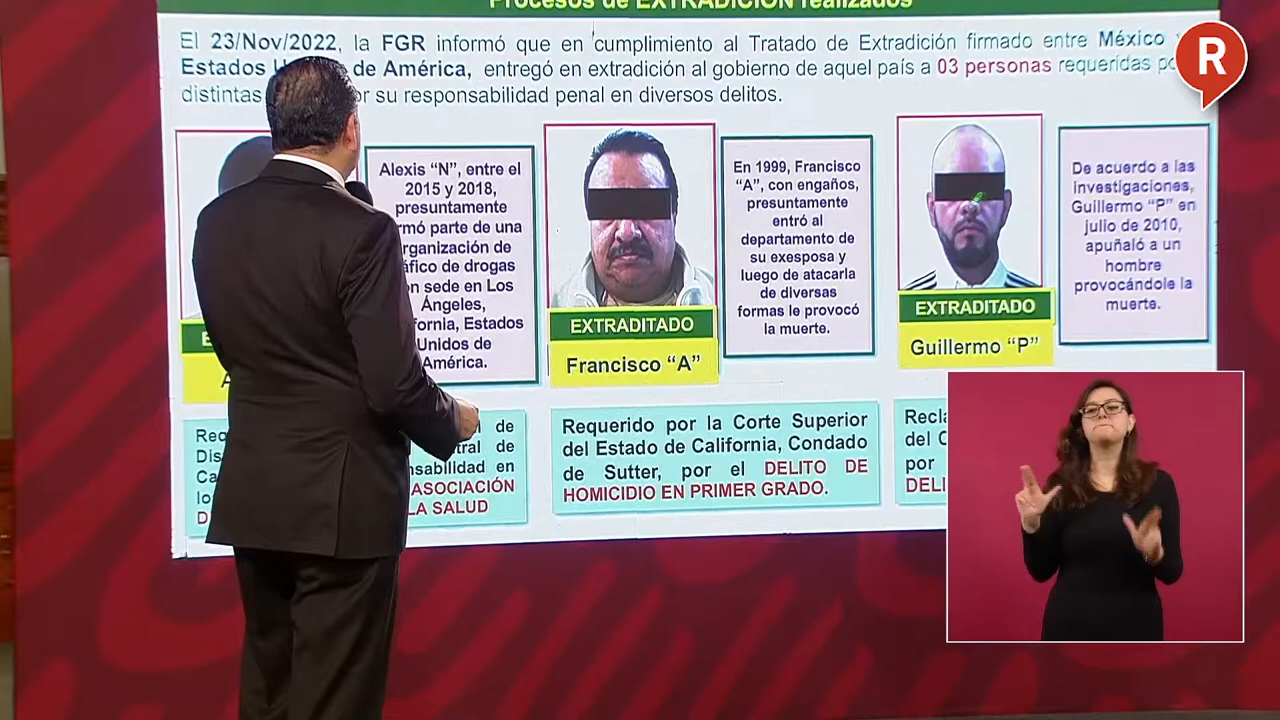 Procesos de EXTRADICIÓN realizados
El 23/Nov/2022, la FGR informó que en cumplimiento al Tratado de Extradición firmado entre México
Estados de América, entregó en extradición al gobierno de aquel país a 03 personas requeridas
distintas su responsabilidad penal en diversos delitos.
R
Alexis “N”, entre el
2015 y 2018,
presuntamente
parte de una
de
de drogas
sede en Los
Ángeles,
Estados
Unidos de
América.
En 1999, Francisco
“A”, con engaños,
presuntamente
entró al
departamento de
su exesposa y
luego de atacarla
de diversas
formas le provocó
la muerte.
De acuerdo a las
investigaciones,
Guillermo “P” en
julio de 2010,
apuñaló a un
hombre
provocándole la
muerte.
EXTRADITADO
Francisco “A”
EXTRADITADO
Guillermo “P”
de
de
en
ASOCIACIÓN
LA SALUD
Requerido por la Corte Superior
del Estado de California, Condado
de Sutter, por el DELITO DE
HOMICIDIO EN PRIMER GRADO.
del
por